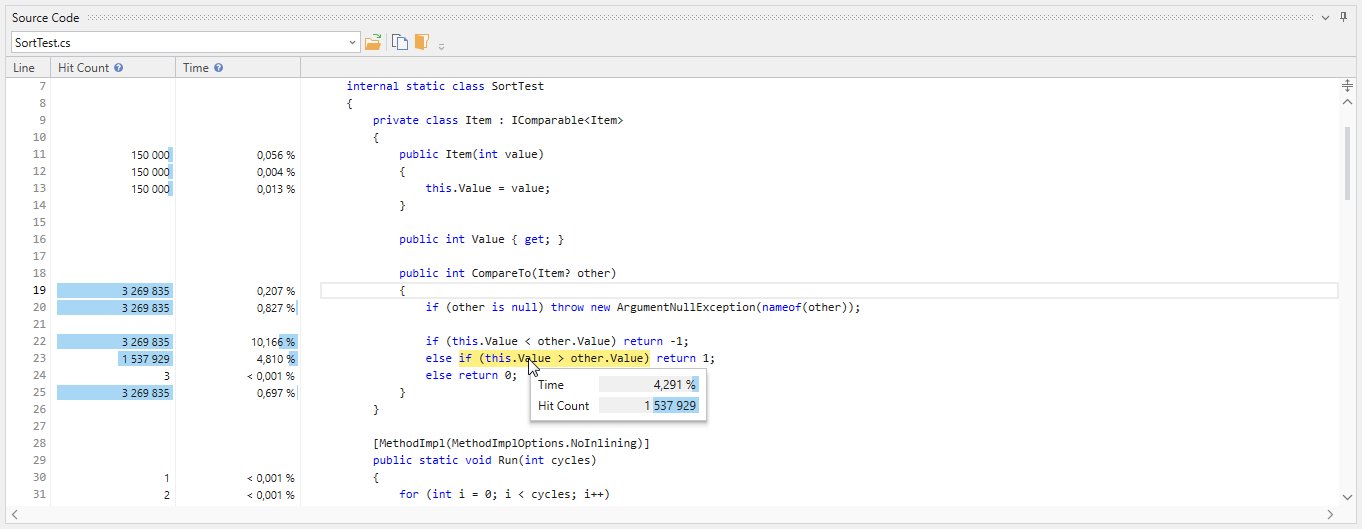 Source Code
SortTest.cs
Line Hit Count ? Time ?
7 internal static class SortTest
8 {
9 private class Item : IComparable<Item>
10 {
11 150 000 0,056 % public Item(int value)
12 150 000 0,004 % {
13 150 000 0,013 % this.Value = value;
14 }
15
16 public int Value { get; }
17
18 public int CompareTo(Item? other)
19 3 269 835 0,207 % {
20 3 269 835 0,827 % if (other is null) throw new ArgumentNullException(nameof(other));
21
22 3 269 835 10,166 % if (this.Value < other.Value) return -1;
23 1 537 929 4,810 % else if (this.Value > other.Value) return 1;
24 3 < 0,001 % else return 0;
Time 4,291 %
25 3 269 835 0,697 % }
Hit Count 1 537 929
26 }
27
28 [MethodImpl(MethodImplOptions.NoInlining)]
29 public static void Run(int cycles)
30 1 < 0,001 % {
31 2 < 0,001 % for (int i = 0; i < cycles; i++)